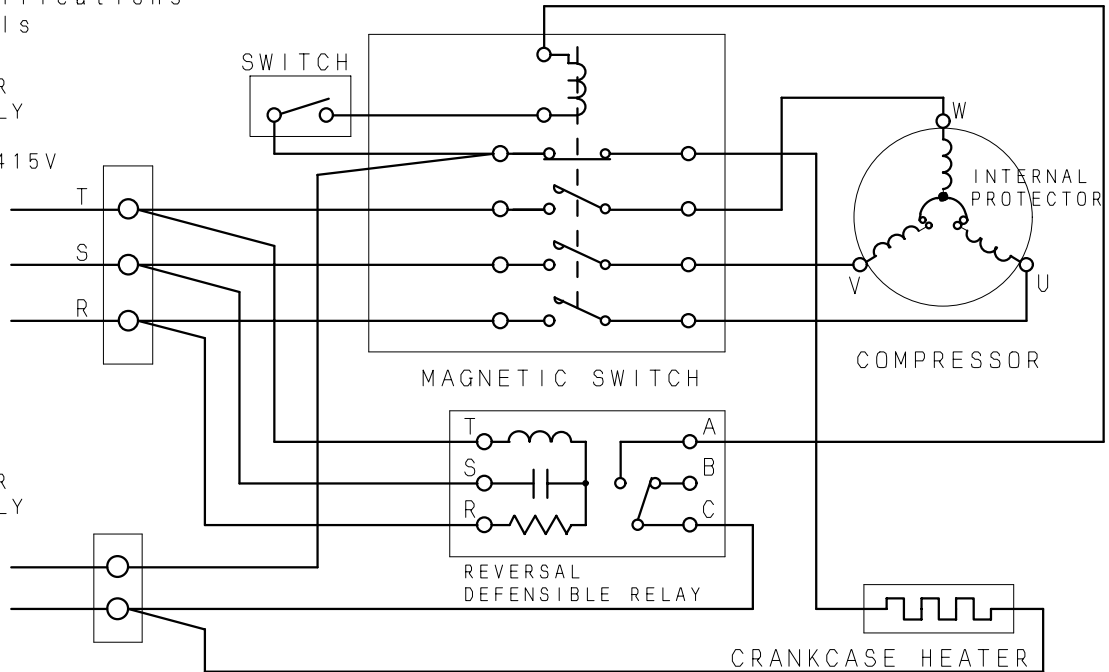 SWITCH
415V
T
S
R
W
INTERNAL
PROTECTOR
V
U
COMPRESSOR
MAGNETIC SWITCH
T
S
R
A
B
C
REVERSAL
DEFENSIBLE RELAY
CRANKCASE HEATER